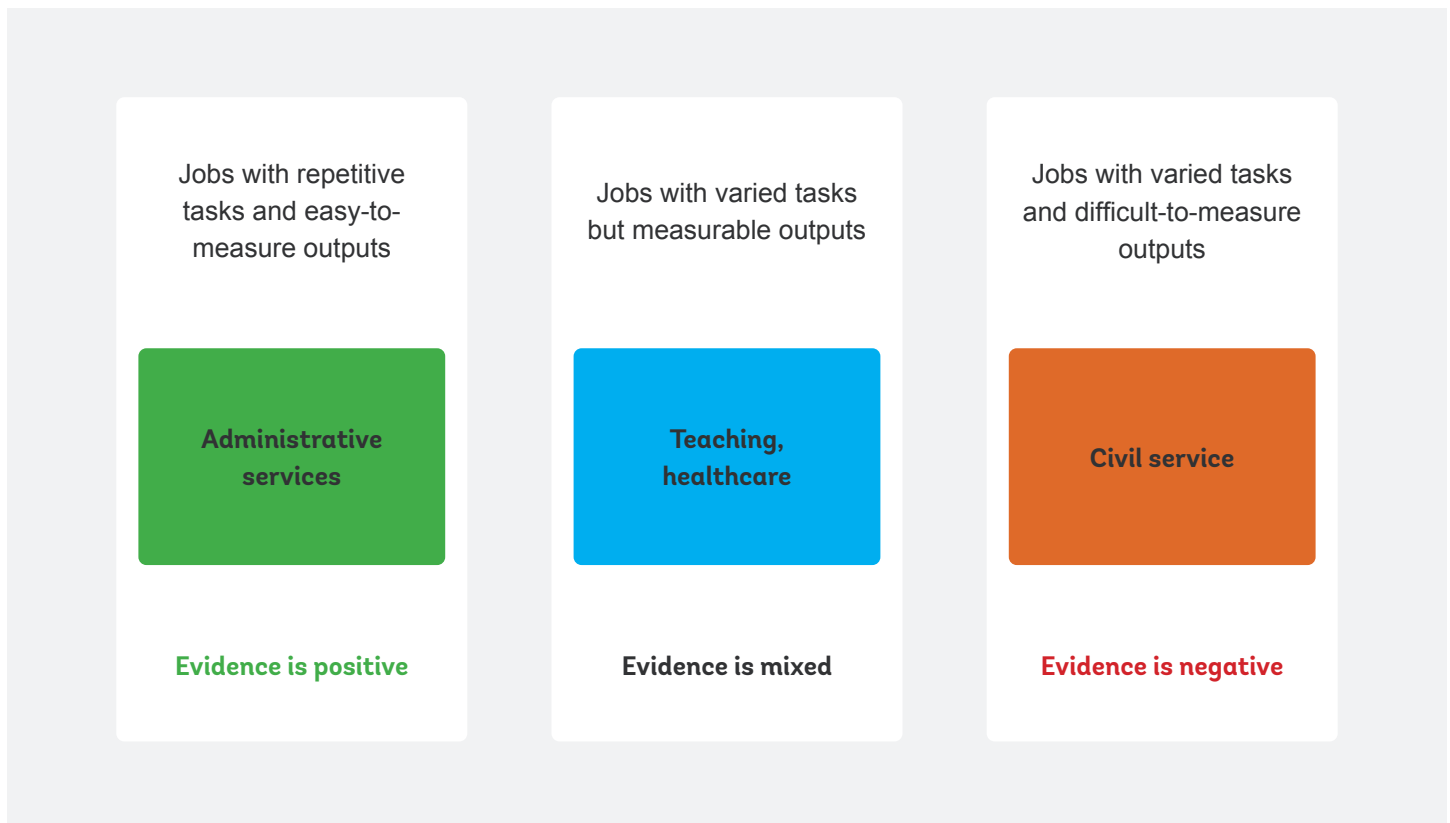 Jobs with repetitive
tasks and easy-to-
measure outputs
Administrative
services
Evidence is positive
Jobs with varied tasks
but measurable outputs
Teaching,
healthcare
Evidence is mixed
Jobs with varied tasks
and difficult-to-measure
outputs
Civil service
Evidence is negative